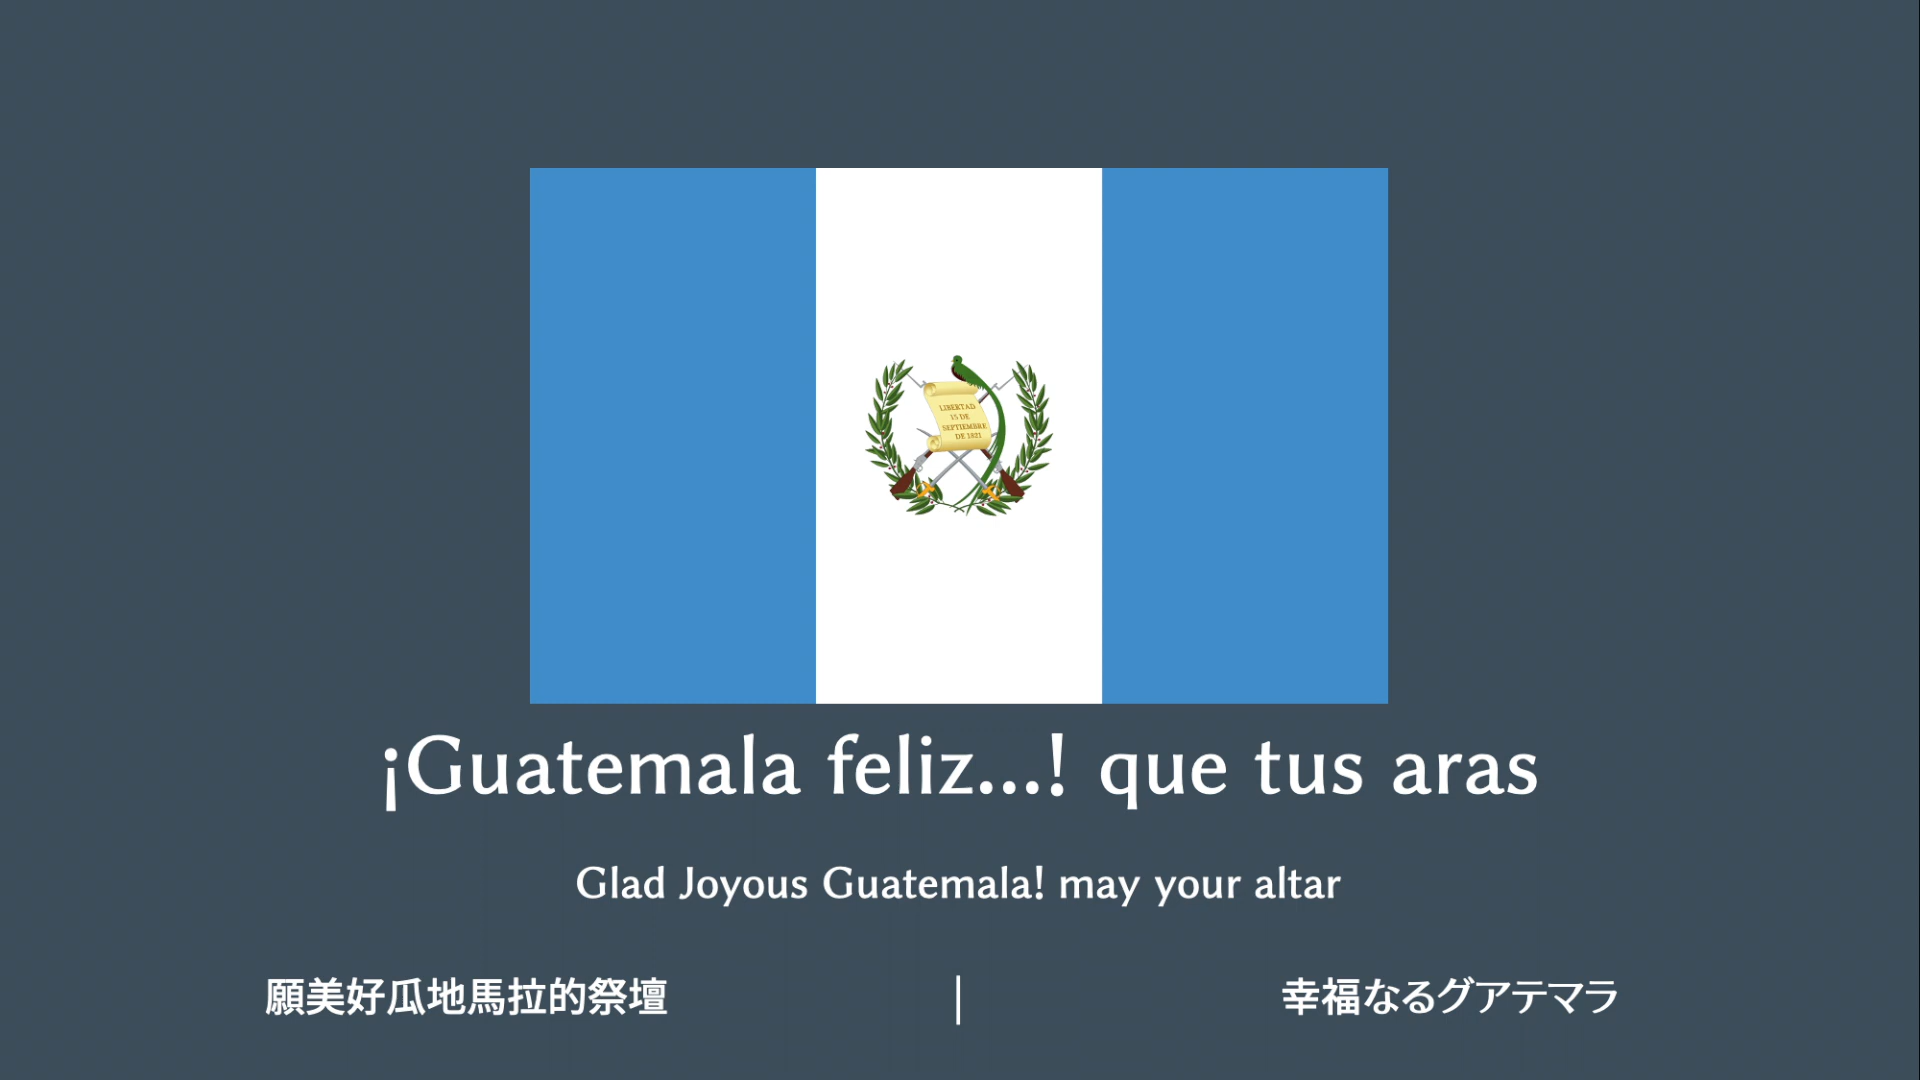 LIBERTAD
15 DE
SEPTIEMBRE
DE 1821
¡Guatemala feliz...! que tus aras
Glad Joyous Guatemala! may your altar
願美好瓜地馬拉的祭壇 | 幸福なるグアテマラ